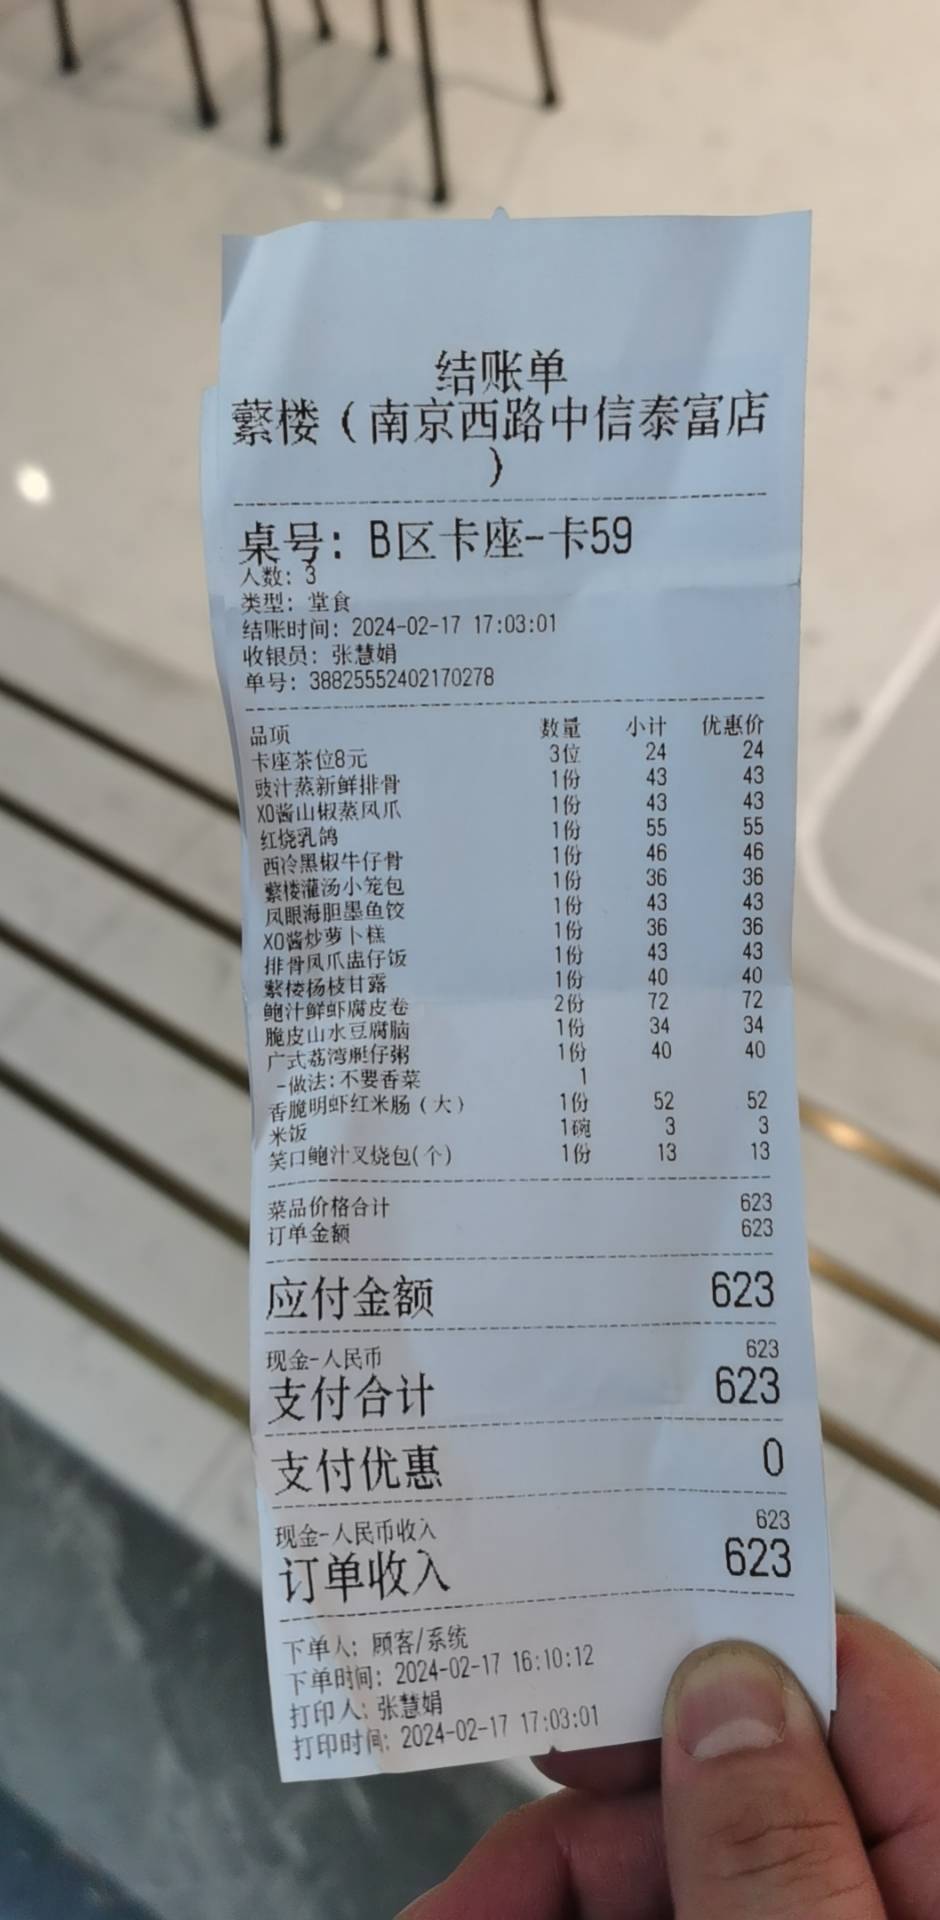 结账单
蘩楼（南京西路中信泰富店
）
桌号: B区卡座-卡59
人数: 3
类型: 堂食
结账时间: 2024-02-17 17:03:01
收银员: 张慧娟
单号: 38825552402170278
品项 数量 小计 优惠价
卡座茶位8元 3位 24 24
豉汁蒸新鲜排骨 1份 43 43
XO酱山椒蒸凤爪 1份 43 43
红烧乳鸽 1份 55 55
西冷黑椒牛仔骨 1份 46 46
蘩楼灌汤小笼包 1份 36 36
凤眼海胆墨鱼饺 1份 43 43
XO酱炒萝卜糕 1份 36 36
排骨凤爪盅仔饭 1份 43 43
蘩楼杨枝甘露 1份 40 40
鲍汁鲜虾腐皮卷 2份 72 72
脆皮山水豆腐脑 1份 34 34
广式荔湾艇仔粥 1份 40 40
-做法:不要香菜 1
香脆明虾红米肠（大） 1份 52 52
米饭 1碗 3 3
笑口鲍汁叉烧包(个) 1份 13 13
菜品价格合计 623
订单金额 623
应付金额 623
现金-人民币 623
支付合计 623
支付优惠 0
现金-人民币收入 623
订单收入 623
下单人: 顾客/系统
下单时间: 2024-02-17 16:10:12
打印人: 张慧娟
打印时间: 2024-02-17 17:03:01